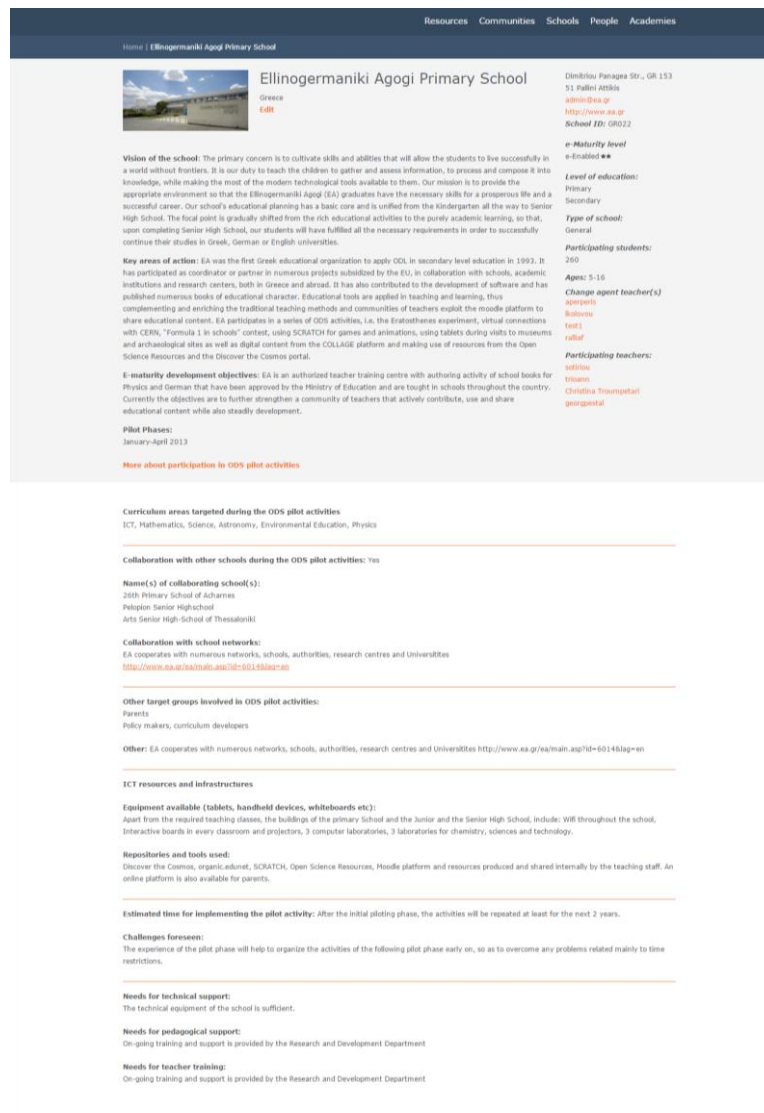 Resources Communities Schools People Academies
Home | Ellinogermaniki Agogi Primary School
Ellinogermaniki Agogi Primary School
Greece
Edit
Vision of the school: The primary concern is to cultivate skills and abilities that will allow the students to live successfully in
a world without frontiers. It is our duty to teach the children to gather and assess information, to process and compose it into
knowledge, while making the most of the modern technological tools available to them. Our mission is to provide the
appropriate environment so that the Ellinogermaniki Agogi (EA) graduates have the necessary skills for a prosperous life and a
successful career. Our school's educational planning has a basic core and is unified from the Kindergarten all the way to Senior
High School. The focal point is gradually shifted from the rich educational activities to the purely academic learning, so that,
upon completing Senior High School, our students will have fulfilled all the necessary requirements in order to successfully
continue their studies in Greek, German or English universities.
Key areas of action: EA was the first Greek educational organization to apply ODL in secondary level education in 1993. It
has participated as coordinator or partner in numerous projects subsidized by the EU, in collaboration with schools, academic
institutions and research centers, both in Greece and abroad. It has also contributed to the development of software and has
published numerous books of educational character. Educational tools are applied in teaching and learning, thus
complementing and enriching the traditional teaching methods and communities of teachers exploit the moodle platform to
share educational content. EA participates in a series of ODS activities, i.e. the Eratosthenes experiment, virtual connections
with CERN, "Formula 1 in schools" contest, using SCRATCH for games and animations, using tablets during visits to museums
and archaeological sites as well as digital content from the COLLAGE platform and making use of resources from the Open
Science Resources and the Discover the Cosmos portal.
E-maturity development objectives: EA is an authorized teacher training centre with authoring activity of school books for
Physics and German that have been approved by the Ministry of Education and are tought in schools throughout the country.
Currently the objectives are to further strengthen a community of teachers that actively contribute, use and share
educational content while also steadily development.
Pilot Phases:
January-April 2013
More about participation in ODS pilot activities
Dimitriou Panagea Str., GR 153
51 Pallini Attikis
admin@ea.gr
http://www.ea.gr
School ID: GR022
e-Maturity level
e-Enabled ★★
Level of education:
Primary
Secondary
Type of school:
General
Participating students:
260
Ages: 5-16
Change agent teacher(s)
aperperis
lkolovou
test1
ralliaf
Participating teachers:
sotiriou
trioann
Christina Troumpetari
georgpestal
Curriculum areas targeted during the ODS pilot activities
ICT, Mathematics, Science, Astronomy, Environmental Education, Physics
Collaboration with other schools during the ODS pilot activities: Yes
Name(s) of collaborating school(s):
26th Primary School of Acharnes
Pelopion Senior Highschool
Arts Senior High-School of Thessaloniki
Collaboration with school networks:
EA cooperates with numerous networks, schools, authorities, research centres and Universitites
http://www.ea.gr/ea/main.asp?id=601&lag=en
Other target groups involved in ODS pilot activities:
Parents
Policy makers, curriculum developers
Other: EA cooperates with numerous networks, schools, authorities, research centres and Universitites http://www.ea.gr/ea/main.asp?id=601&lag=en
ICT resources and infrastructures
Equipment available (tablets, handheld devices, whiteboards etc):
Apart from the required teaching classes, the buildings of the primary School and the Junior and the Senior High School, include: Wifi throughout the school,
Interactive boards in every classroom and projectors, 3 computer laboratories, 3 laboratories for chemistry, sciences and technology.
Repositories and tools used:
Discover the Cosmos, organic.edunet, SCRATCH, Open Science Resources, Moodle platform and resources produced and shared internally by the teaching staff. An
online platform is also available for parents.
Estimated time for implementing the pilot activity: After the initial piloting phase, the activities will be repeated at least for the next 2 years.
Challenges foreseen:
The experience of the pilot phase will help to organize the activities of the following pilot phase early on, so as to overcome any problems related mainly to time
restrictions.
Needs for technical support:
The technical equipment of the school is sufficient.
Needs for pedagogical support:
On-going training and support is provided by the Research and Development Department
Needs for teacher training:
On-going training and support is provided by the Research and Development Department